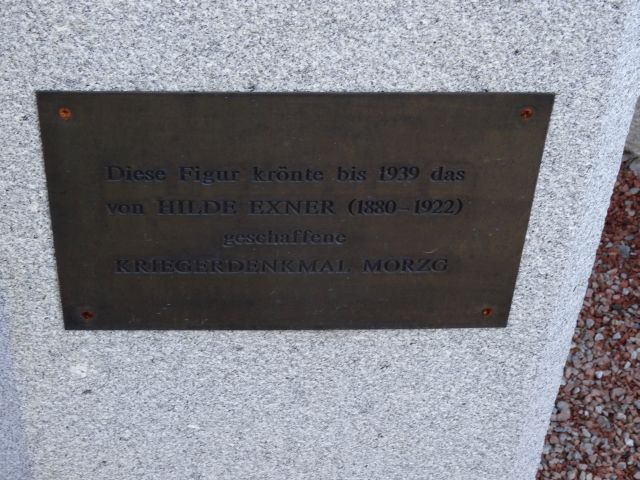 Diese Figur krönte bis 1939 das
von HILDE EXNER (1880–1922)
geschaffene
KRIEGERDENKMAL MORZG